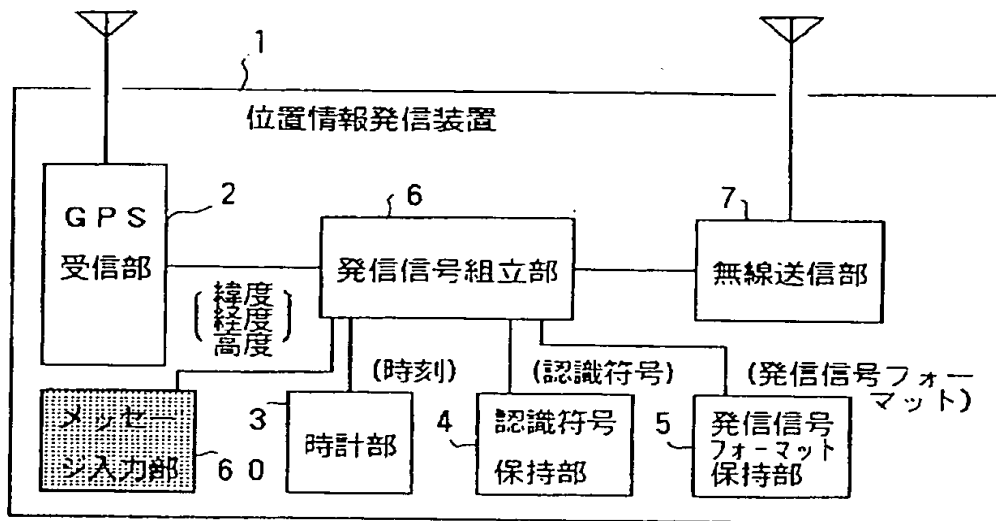 1
位置情報発信装置
2
GPS
受信部
6
発信信号組立部
7
無線送信部
緯度
経度
高度
(時刻)
(認識符号)
(発信信号フォー
マット)
メッセー
ジ入力部
60
3
時計部
4
認識符号
保持部
5
発信信号
フォーマット
保持部